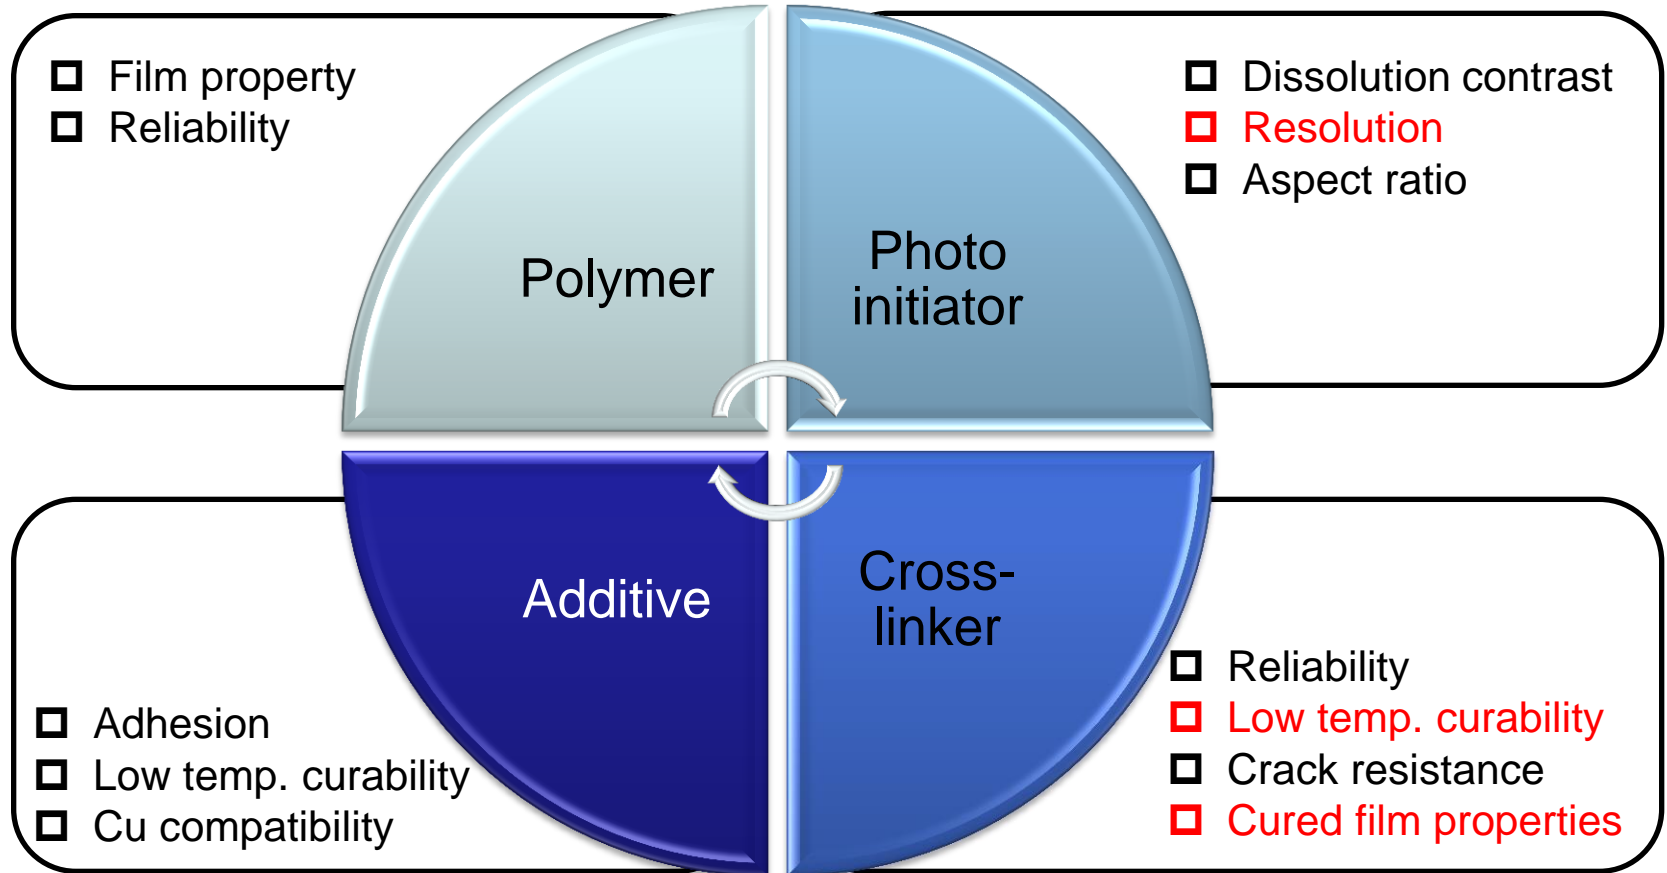 Film property
Reliability
Polymer
Photo
initiator
Dissolution contrast
Resolution
Aspect ratio
Additive
Adhesion
Low temp. curability
Cu compatibility
Cross-
linker
Reliability
Low temp. curability
Crack resistance
Cured film properties